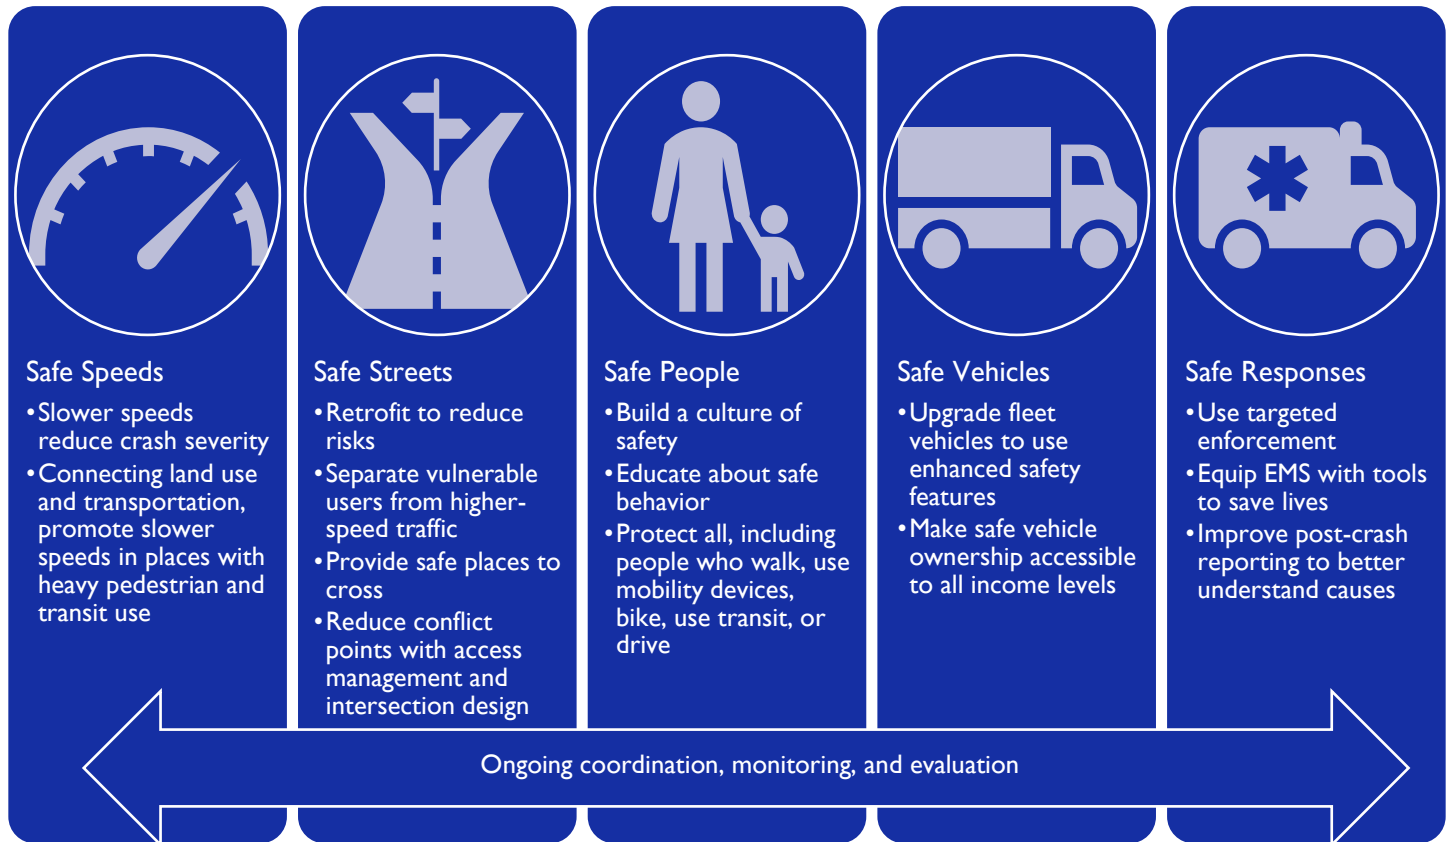 Safe Speeds
•Slower speeds
reduce crash severity
•Connecting land use
and transportation,
promote slower
speeds in places with
heavy pedestrian and
transit use
Safe Streets
•Retrofit to reduce
risks
•Separate vulnerable
users from higher-
speed traffic
•Provide safe places to
cross
•Reduce conflict
points with access
management and
intersection design
Safe People
•Build a culture of
safety
•Educate about safe
behavior
•Protect all, including
people who walk, use
mobility devices,
bike, use transit, or
drive
Safe Vehicles
•Upgrade fleet
vehicles to use
enhanced safety
features
•Make safe vehicle
ownership accessible
to all income levels
Safe Responses
•Use targeted
enforcement
•Equip EMS with tools
to save lives
•Improve post-crash
reporting to better
understand causes
Ongoing coordination, monitoring, and evaluation